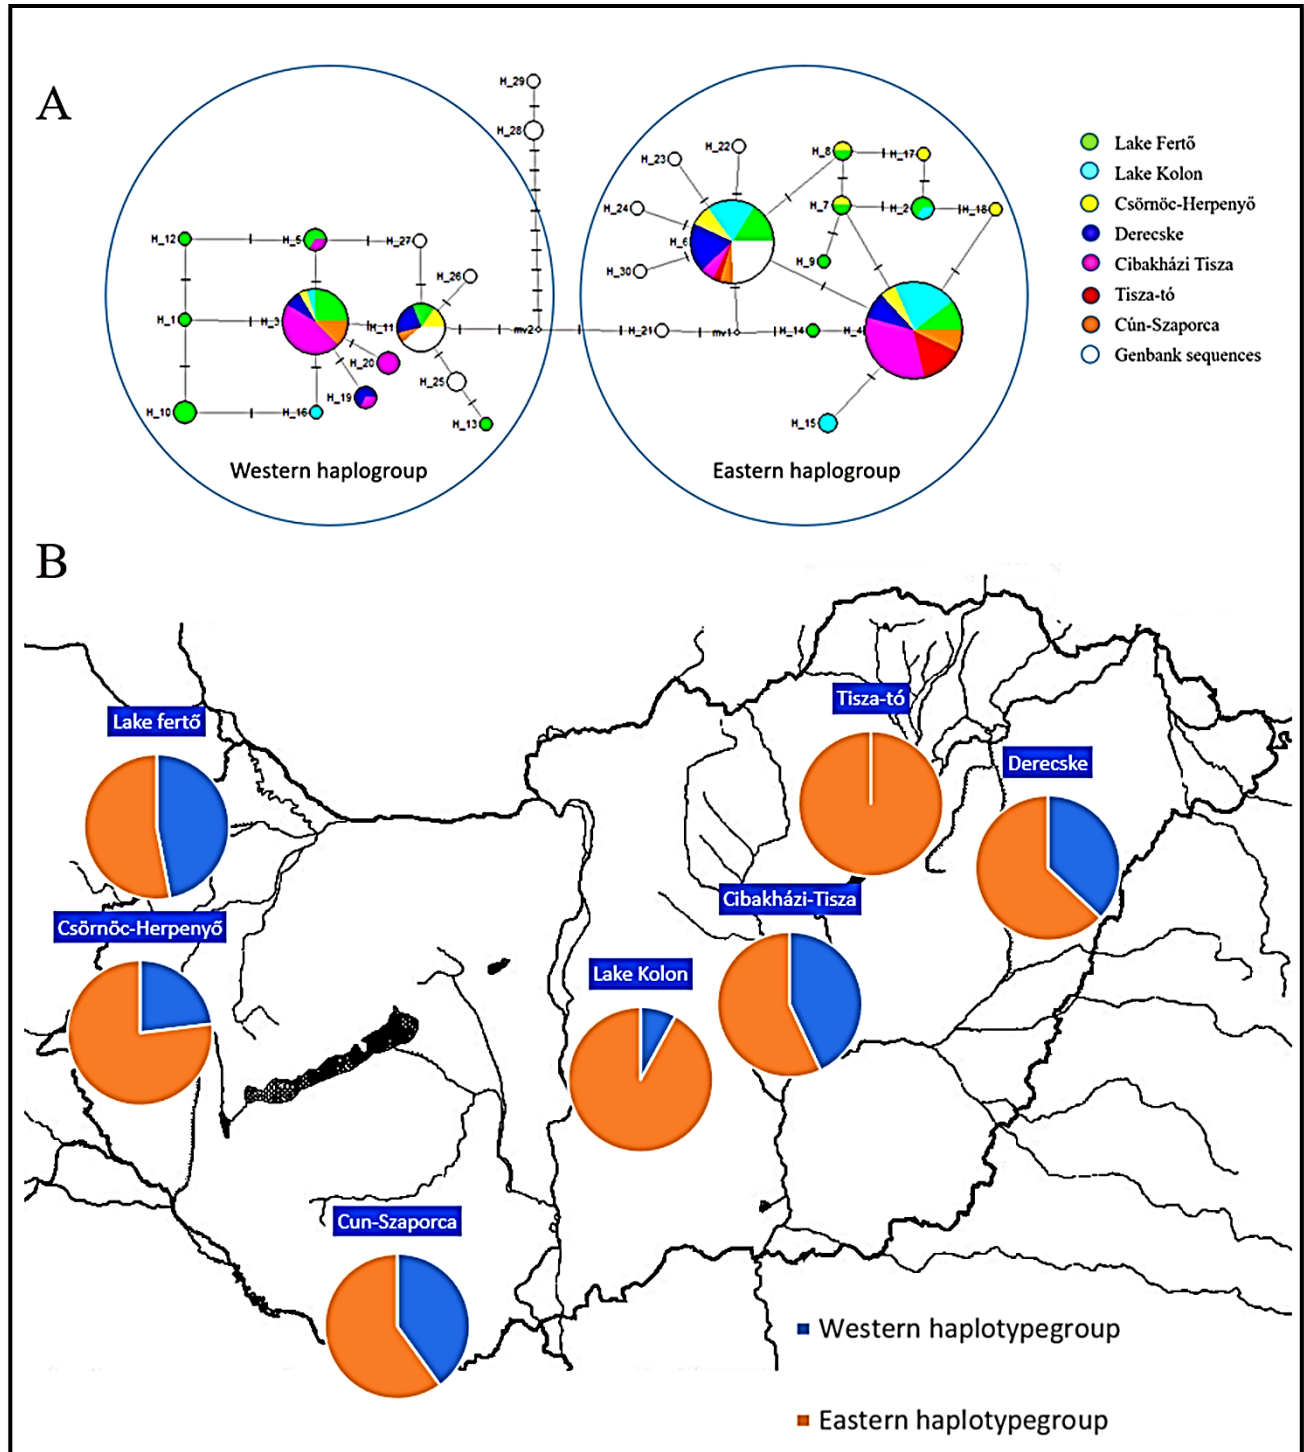 A
H_29
H_28
H_22
H_23
H_8
H_17
H_24
H_7
H_2
H_18
H_12
H_5
H_27
H_6
H_9
H_30
H_26
H_1
H_3
H_11
mv2
H_21
mv1
H_14
H_4
H_20
H_25
H_19
H_10
H_16
H_13
H_15
Western haplogroup
Eastern haplogroup
Lake Fertő
Lake Kolon
Csörnöc-Herpenyő
Derecske
Cibakházi Tisza
Tisza-tó
Cún-Szaporca
Genbank sequences
B
Tisza-tó
Lake fertő
Derecske
Cibakházi-Tisza
Csörnöc-Herpenyő
Lake Kolon
Cun-Szaporca
Western haplotypegroup
Eastern haplotypegroup